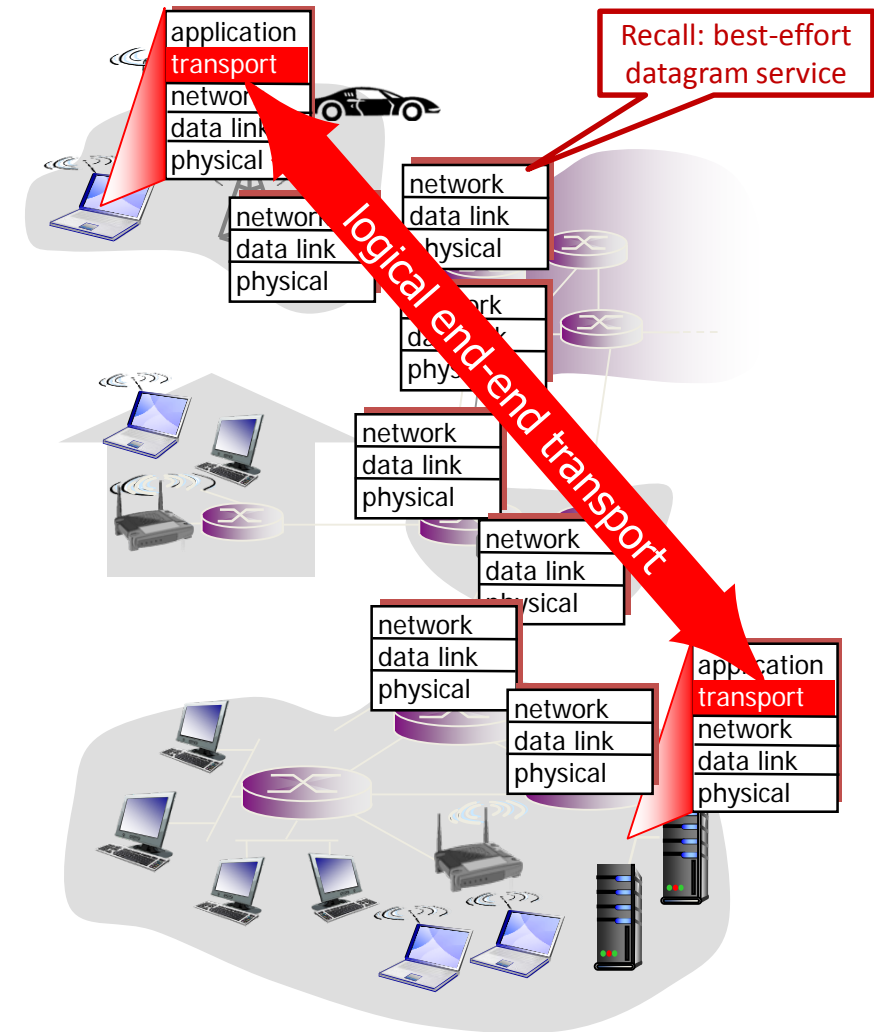 application
transport
network
data link
physical
Recall: best-effort
datagram service
network
data link
physical
network
data link
physical
network
data link
physical
logical end-end transport
network
data link
physical
network
data link
physical
network
data link
physical
network
data link
physical
application
transport
network
data link
physical